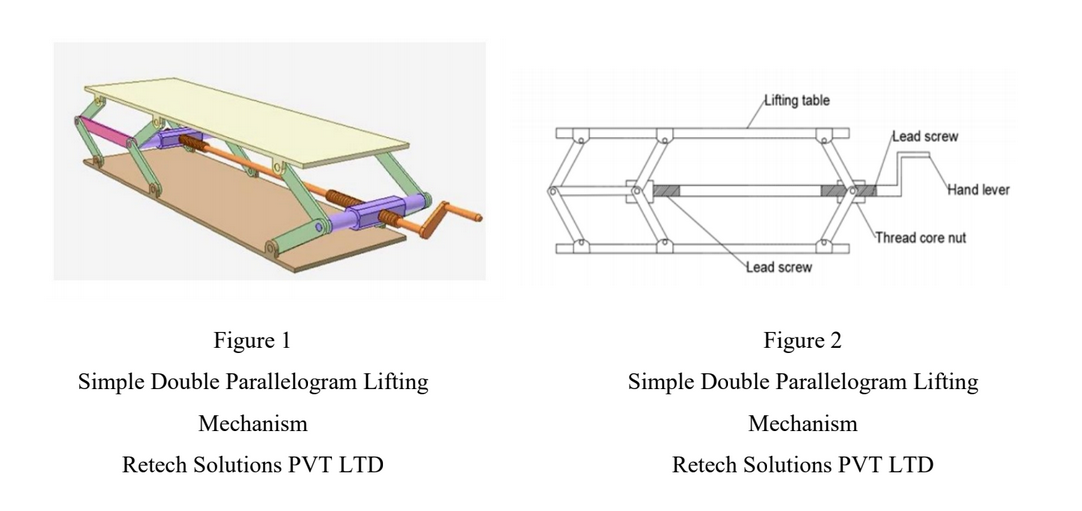 Lifting table
Lead screw
Hand lever
Thread core nut
Lead screw
Figure 1
Simple Double Parallelogram Lifting
Mechanism
Retech Solutions PVT LTD
Figure 2
Simple Double Parallelogram Lifting
Mechanism
Retech Solutions PVT LTD